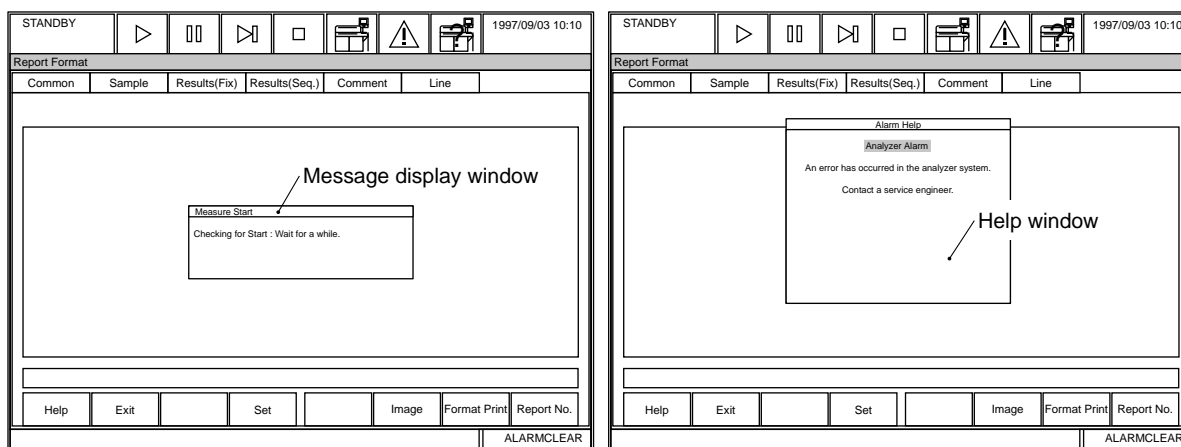 STANDBY
1997/09/03 10:10
Report Format
Common Sample Results(Fix) Results(Seq.) Comment Line
Message display window
Measure Start
Checking for Start : Wait for a while.
Help Exit Set Image Format Print Report No.
ALARMCLEAR
STANDBY
1997/09/03 10:10
Report Format
Common Sample Results(Fix) Results(Seq.) Comment Line
Alarm Help
Analyzer Alarm
An error has occurred in the analyzer system.
Contact a service engineer.
Help window
Help Exit Set Image Format Print Report No.
ALARMCLEAR